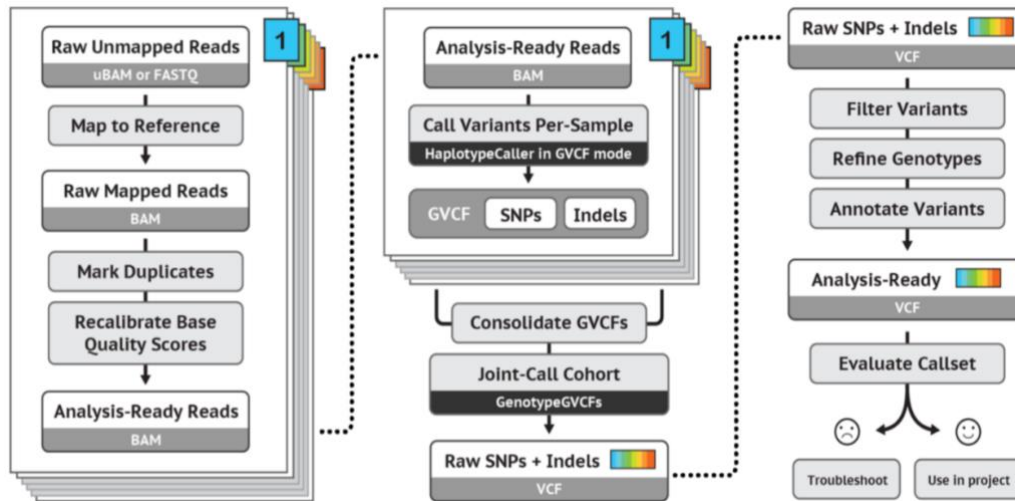 Raw Unmapped Reads
uBAM or FASTQ
1
Map to Reference
Raw Mapped Reads
BAM
Mark Duplicates
Recalibrate Base
Quality Scores
Analysis-Ready Reads
BAM
Analysis-Ready Reads
1
BAM
Call Variants Per-Sample
HaplotypeCaller in GVCF mode
GVCF SNPs Indels
Consolidate GVCFs
Joint-Call Cohort
GenotypeGVCFs
Raw SNPs + Indels
VCF
Raw SNPs + Indels
VCF
Filter Variants
Refine Genotypes
Annotate Variants
Analysis-Ready
VCF
Evaluate Callset
Troubleshoot
Use in project